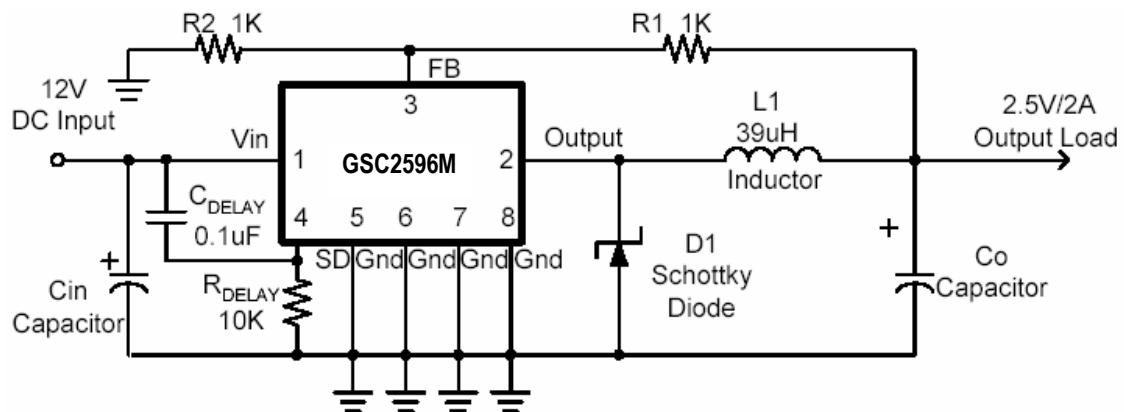 R2 1K
R1 1K
FB
12V
DC Input
3
L1
39uH
2.5V/2A
Output Load
Vin
Output
1
GSC2596M
2
Inductor
CDELAY
0.1uF
4
5
6
7
8
+
SD
Gnd
Gnd
Gnd
Gnd
D1
Schottky
Diode
+
Co
Capacitor
Cin
Capacitor
RDELAY
10K